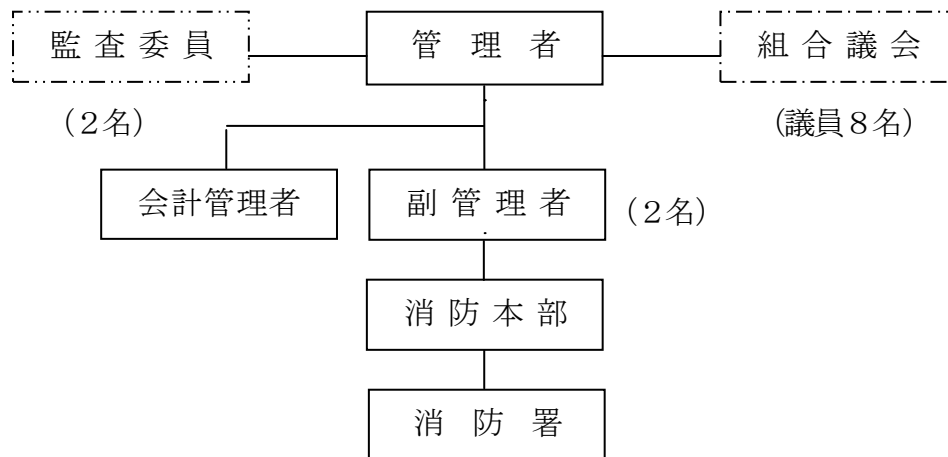 監査委員
管理者
組合議会
(２名)
(議員８名)
会計管理者
副管理者
(２名)
消防本部
消防署